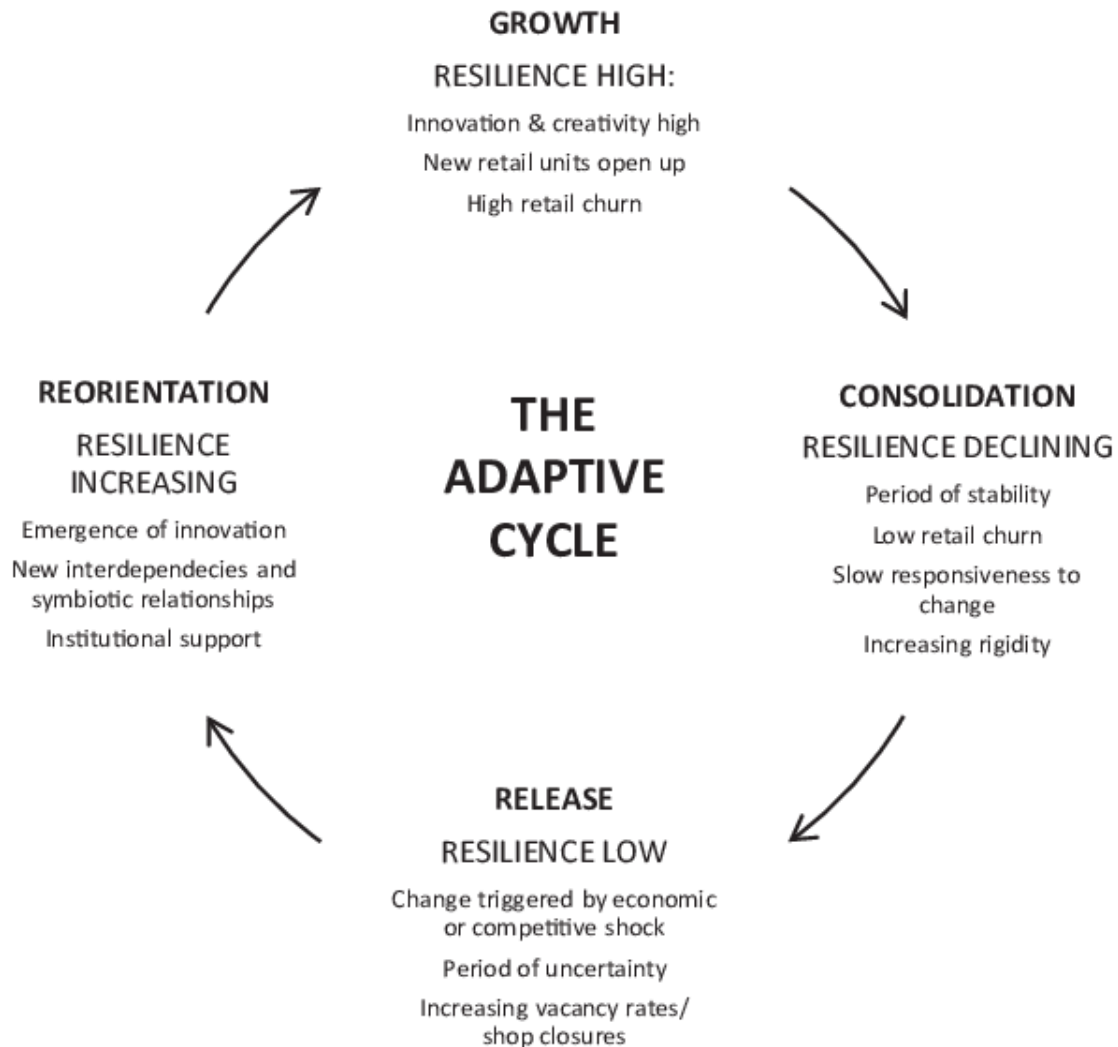 GROWTH
RESILIENCE HIGH:
Innovation & creativity high
New retail units open up
High retail churn
REORIENTATION
RESILIENCE
INCREASING
Emergence of innovation
New interdependecies and
symbiotic relationships
Institutional support
THE
ADAPTIVE
CYCLE
CONSOLIDATION
RESILIENCE DECLINING
Period of stability
Low retail churn
Slow responsiveness to
change
Increasing rigidity
RELEASE
RESILIENCE LOW
Change triggered by economic
or competitive shock
Period of uncertainty
Increasing vacancy rates/
shop closures